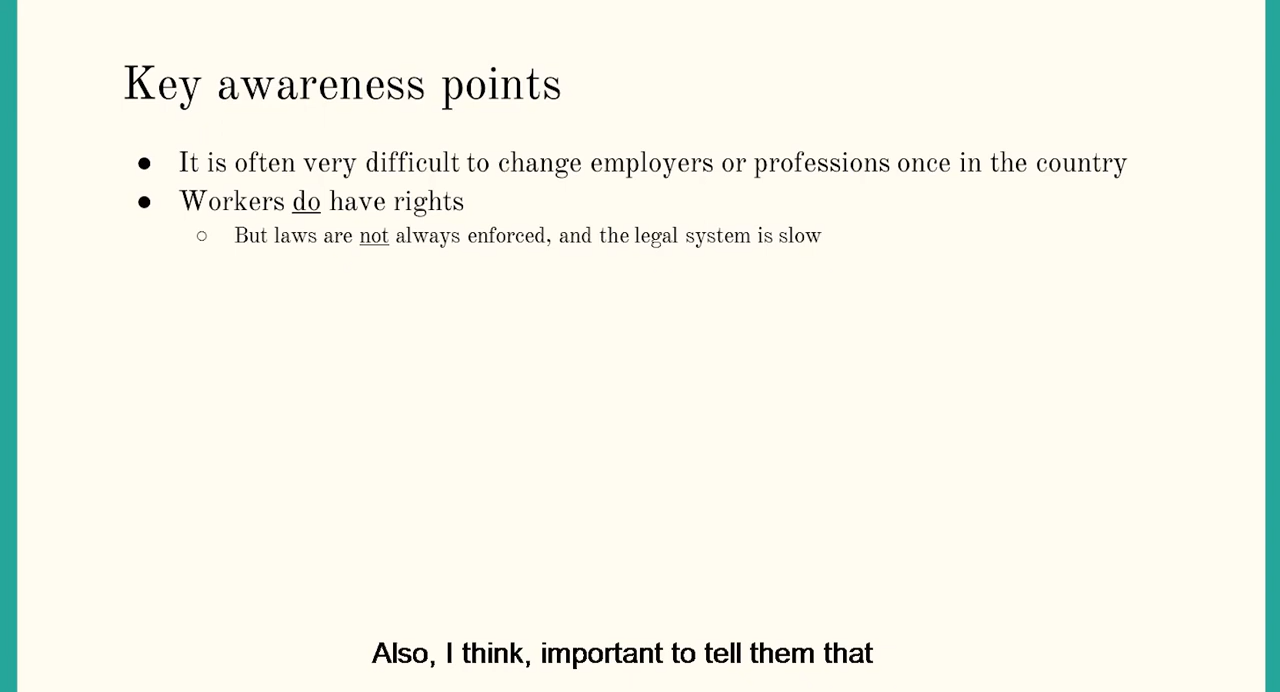 Key awareness points
● It is often very difficult to change employers or professions once in the country
● Workers do have rights
○ But laws are not always enforced, and the legal system is slow
Also, I think, important to tell them that